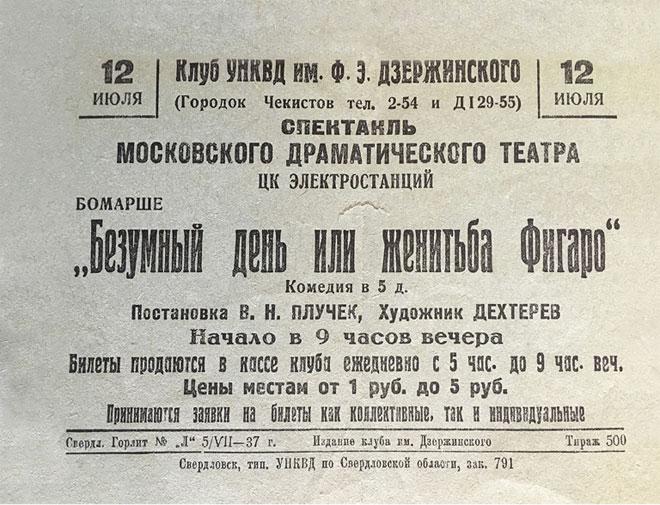 12 ИЮЛЯ
Клуб УНКВД им. Ф. Э. ДЗЕРЖИНСКОГО
(Городок Чекистов тел. 2-54 и Д129-55)
12 ИЮЛЯ
СПЕКТАКЛЬ
МОСКОВСКОГО ДРАМАТИЧЕСКОГО ТЕАТРА
ЦК ЭЛЕКТРОСТАНЦИЙ
БОМАРШЕ
„Безумный день или женитьба Фигаро“
Комедия в 5 д.
Постановка В. Н. ПЛУЧЕК, Художник ДЕХТЕРЕВ
Начало в 9 часов вечера
Билеты продаются в кассе клуба ежедневно с 5 час. до 9 час. веч.
Цены местам от 1 руб. до 5 руб.
Принимаются заявки на билеты как коллективные, так и индивидуальные
Свердл. Горлит № „Л“ 5/VII—37 г. Издание клуба им. Дзержинского Тираж 500
Свердловск, тип. УНКВД по Свердловской области, зак. 791